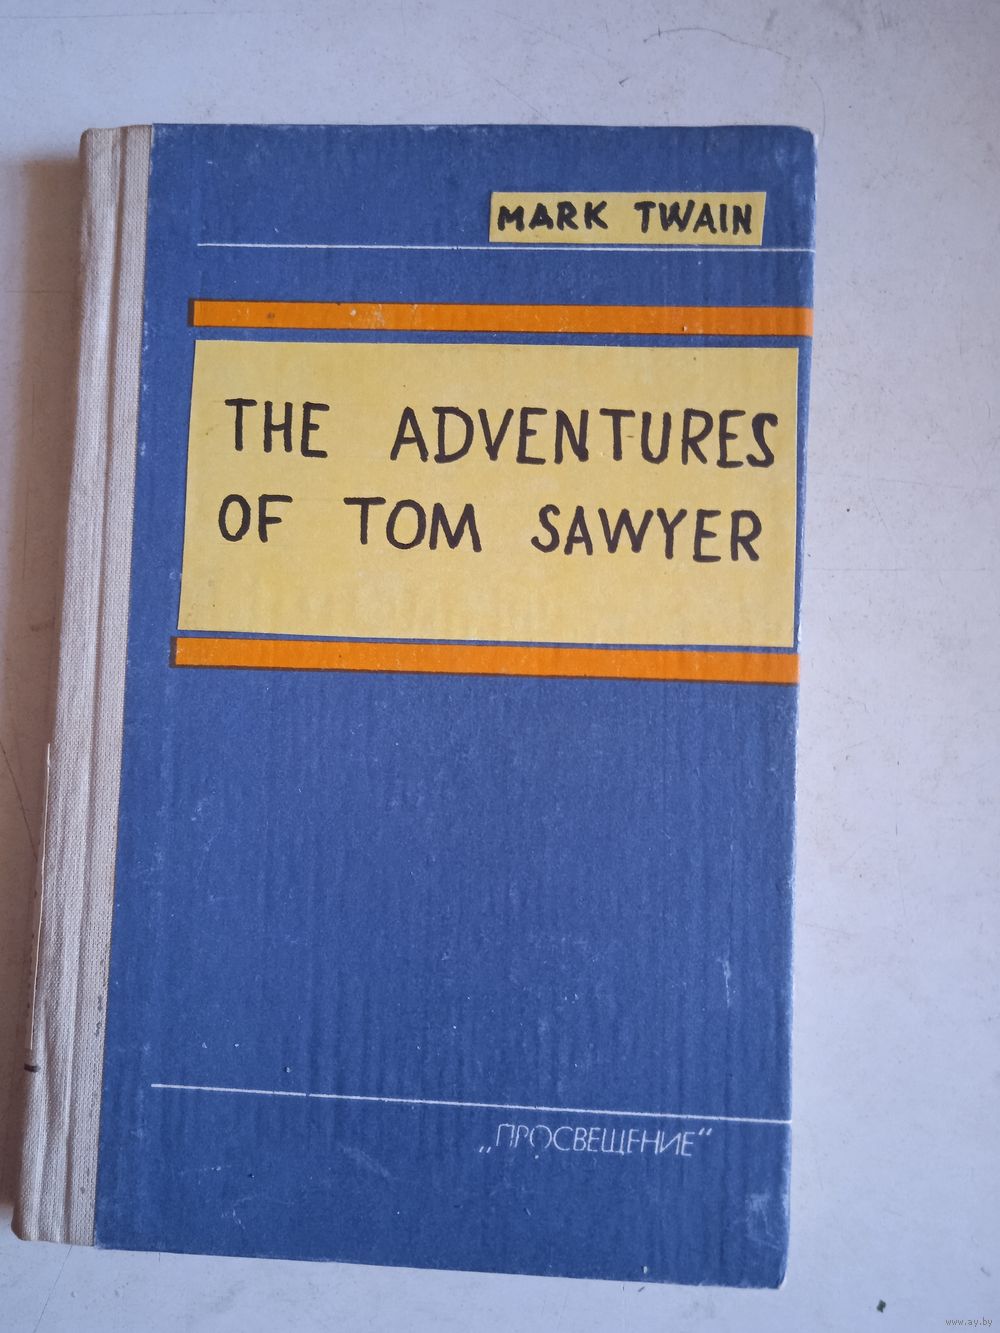 MARK TWAIN
THE ADVENTURES
OF TOM SAWYER
„ПРОСВЕЩЕНИЕ“
www.ay.by